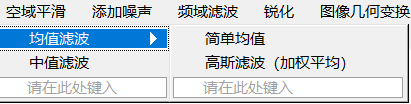 空域平滑 添加噪声 频域滤波 锐化 图像几何变换
均值滤波 简单均值
中值滤波 高斯滤波（加权平均）
请在此处键入 请在此处键入